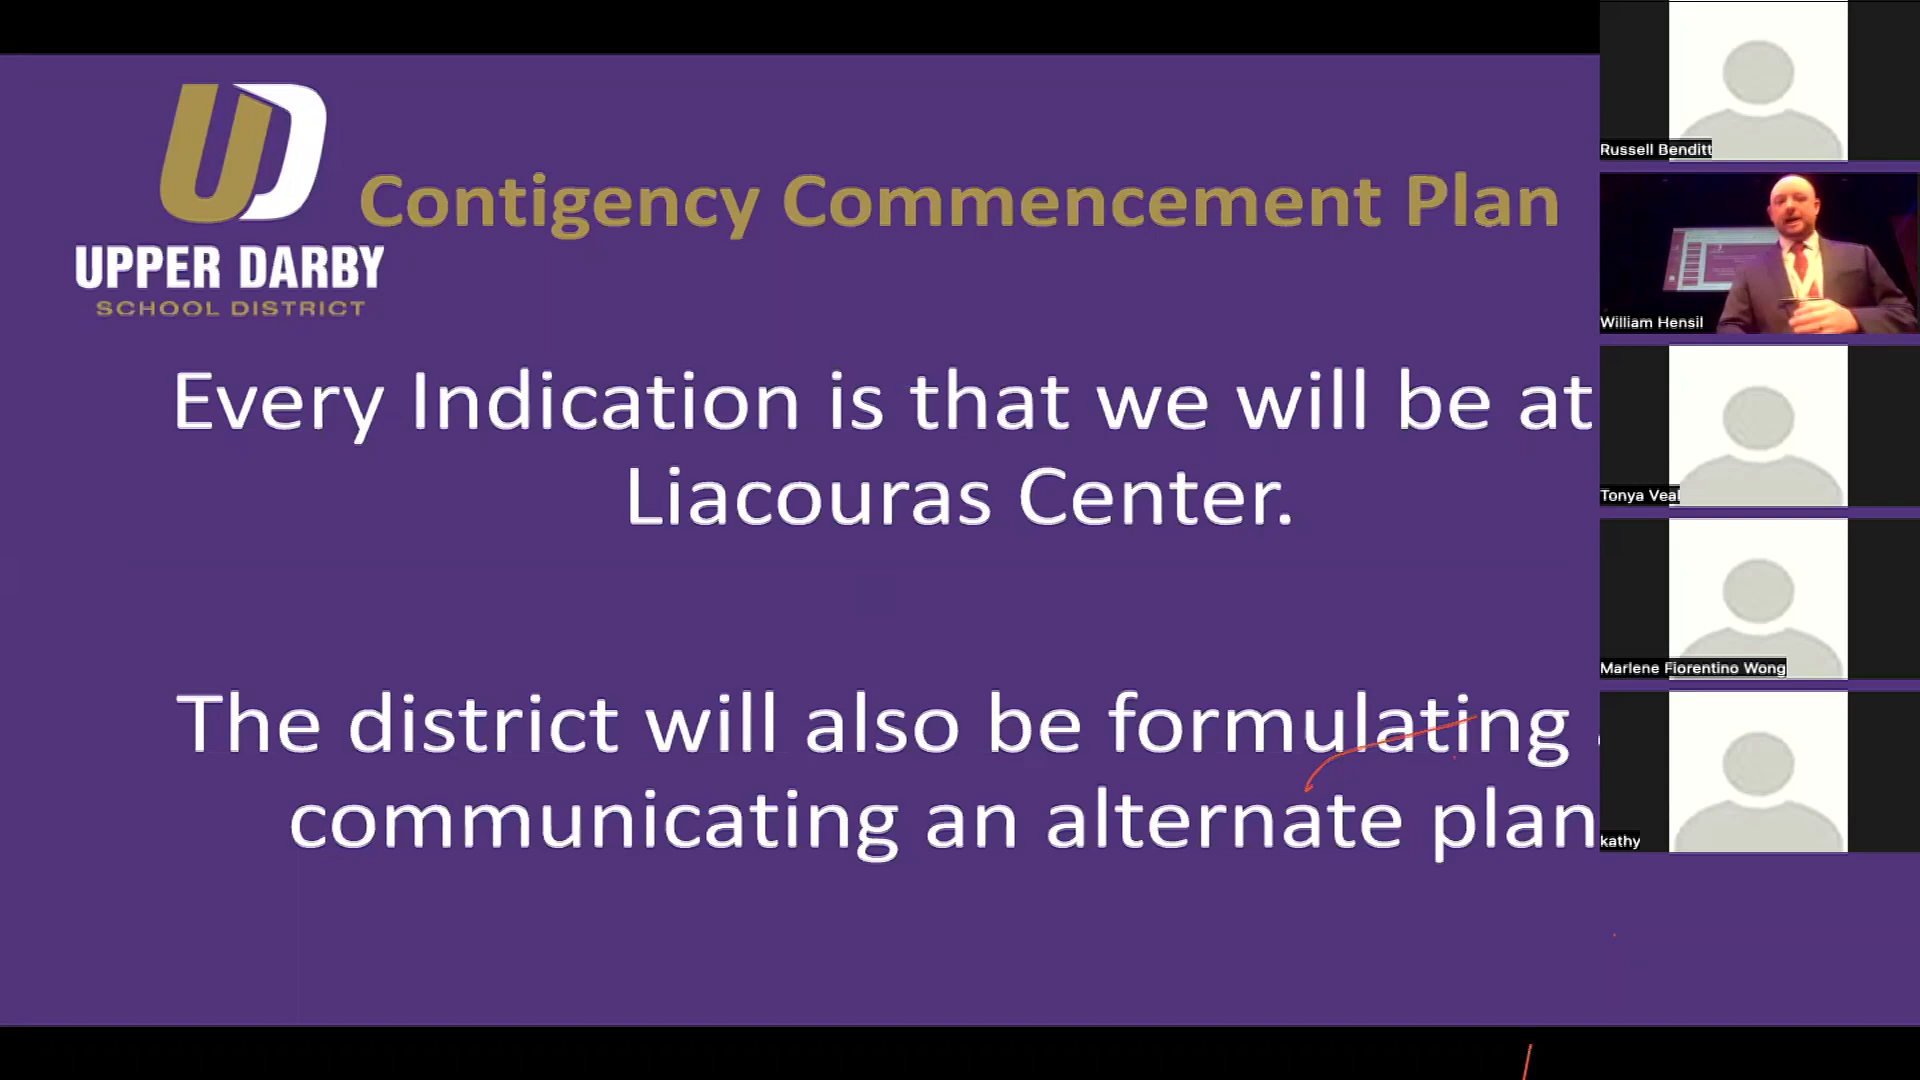 UD
UPPER DARBY
SCHOOL DISTRICT
Contigency Commencement Plan
Every Indication is that we will be at
Liacouras Center.
The district will also be formulating
communicating an alternate plan
Russell Benditt
William Hensil
Tonya Veal
Marlene Fiorentino Wong
kathy